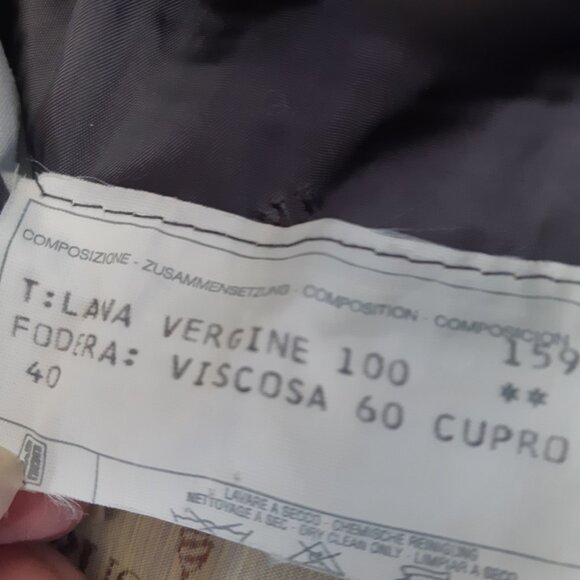 COMPOSIZIONE - ZUSAMMENSETZUNG - COMPOSITION - COMPOSICION
T:LAVA VERGINE 100 159
FODERA: VISCOSA 60 CUPRO **
40
LAVARE A SECCO - CHEMISCHE REINIGUNG
NETTOYAGE A SEC - DRY CLEAN ONLY - LIMPIAR A SECO